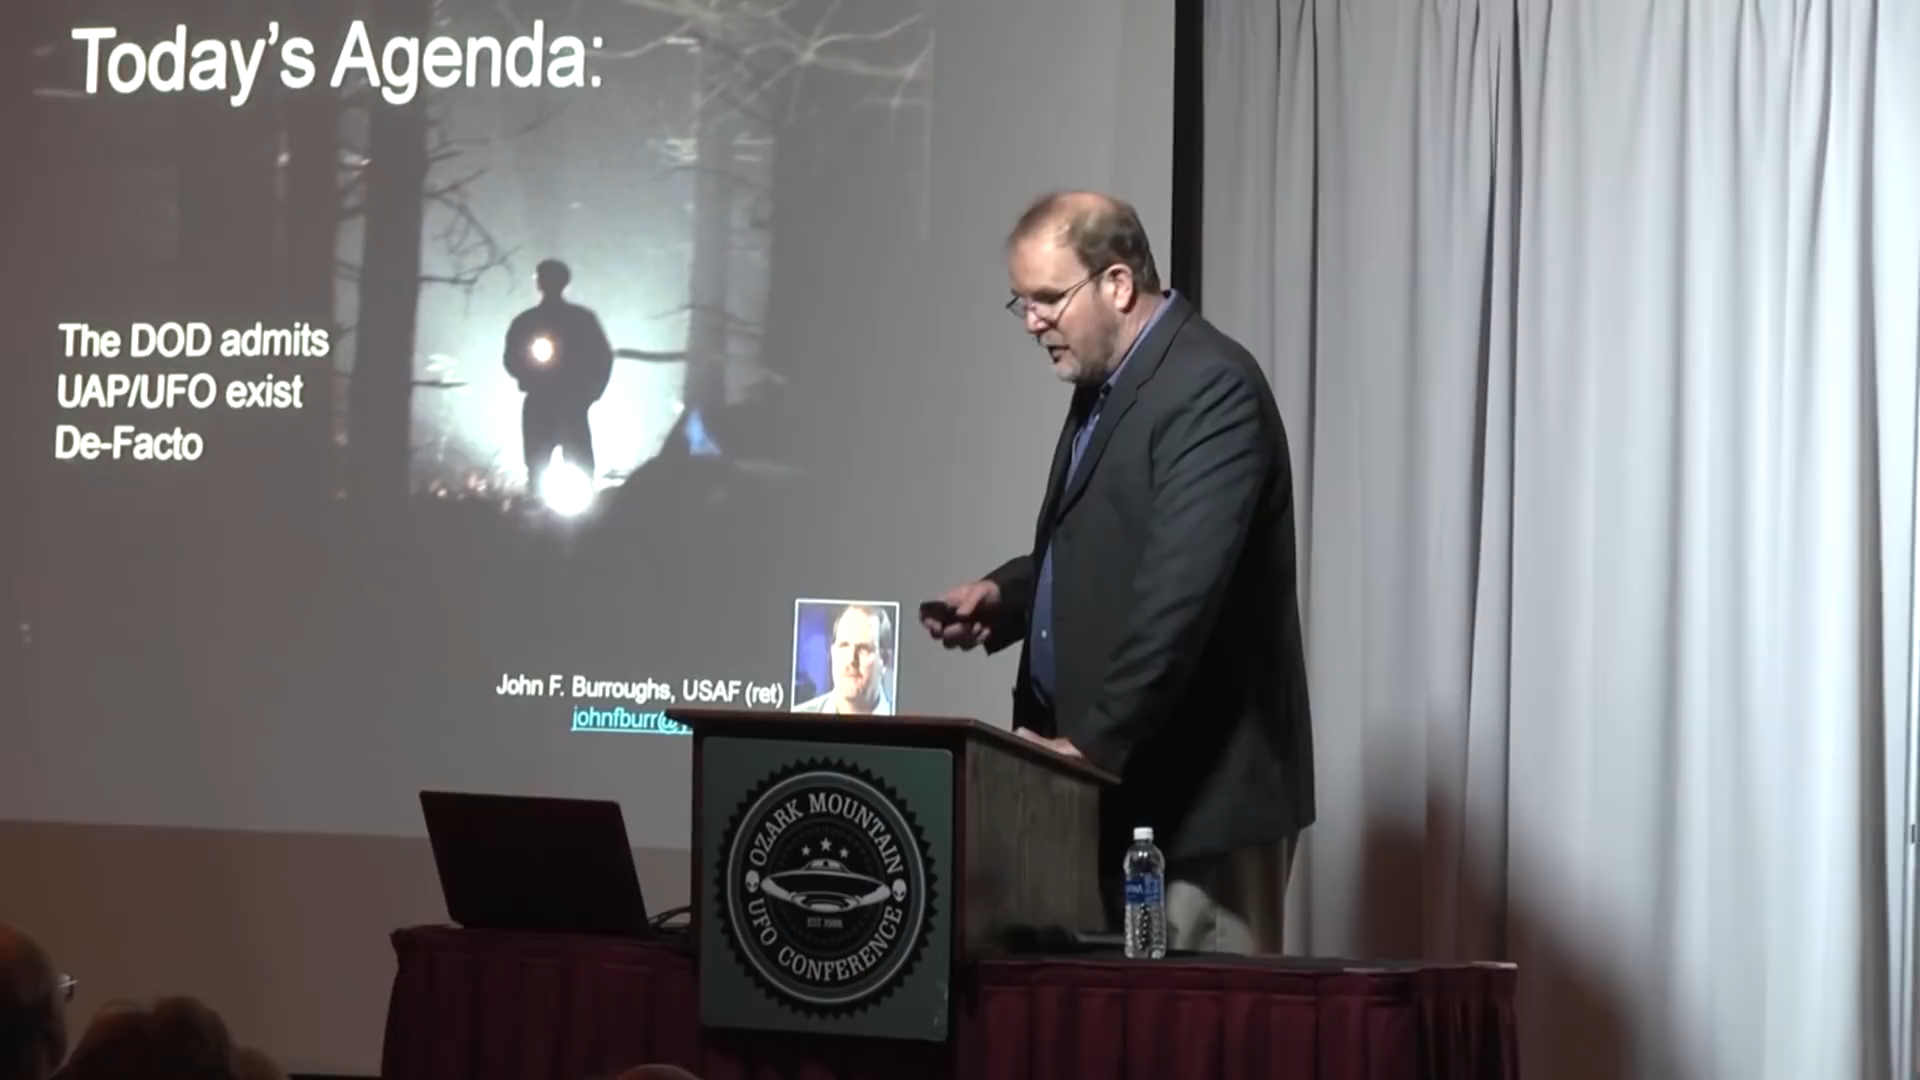 Today's Agenda:
The DOD admits
UAP/UFO exist
De-Facto
John F. Burroughs, USAF (ret)
johnfburr@
OZARK MOUNTAIN
EST 1988
UFO CONFERENCE